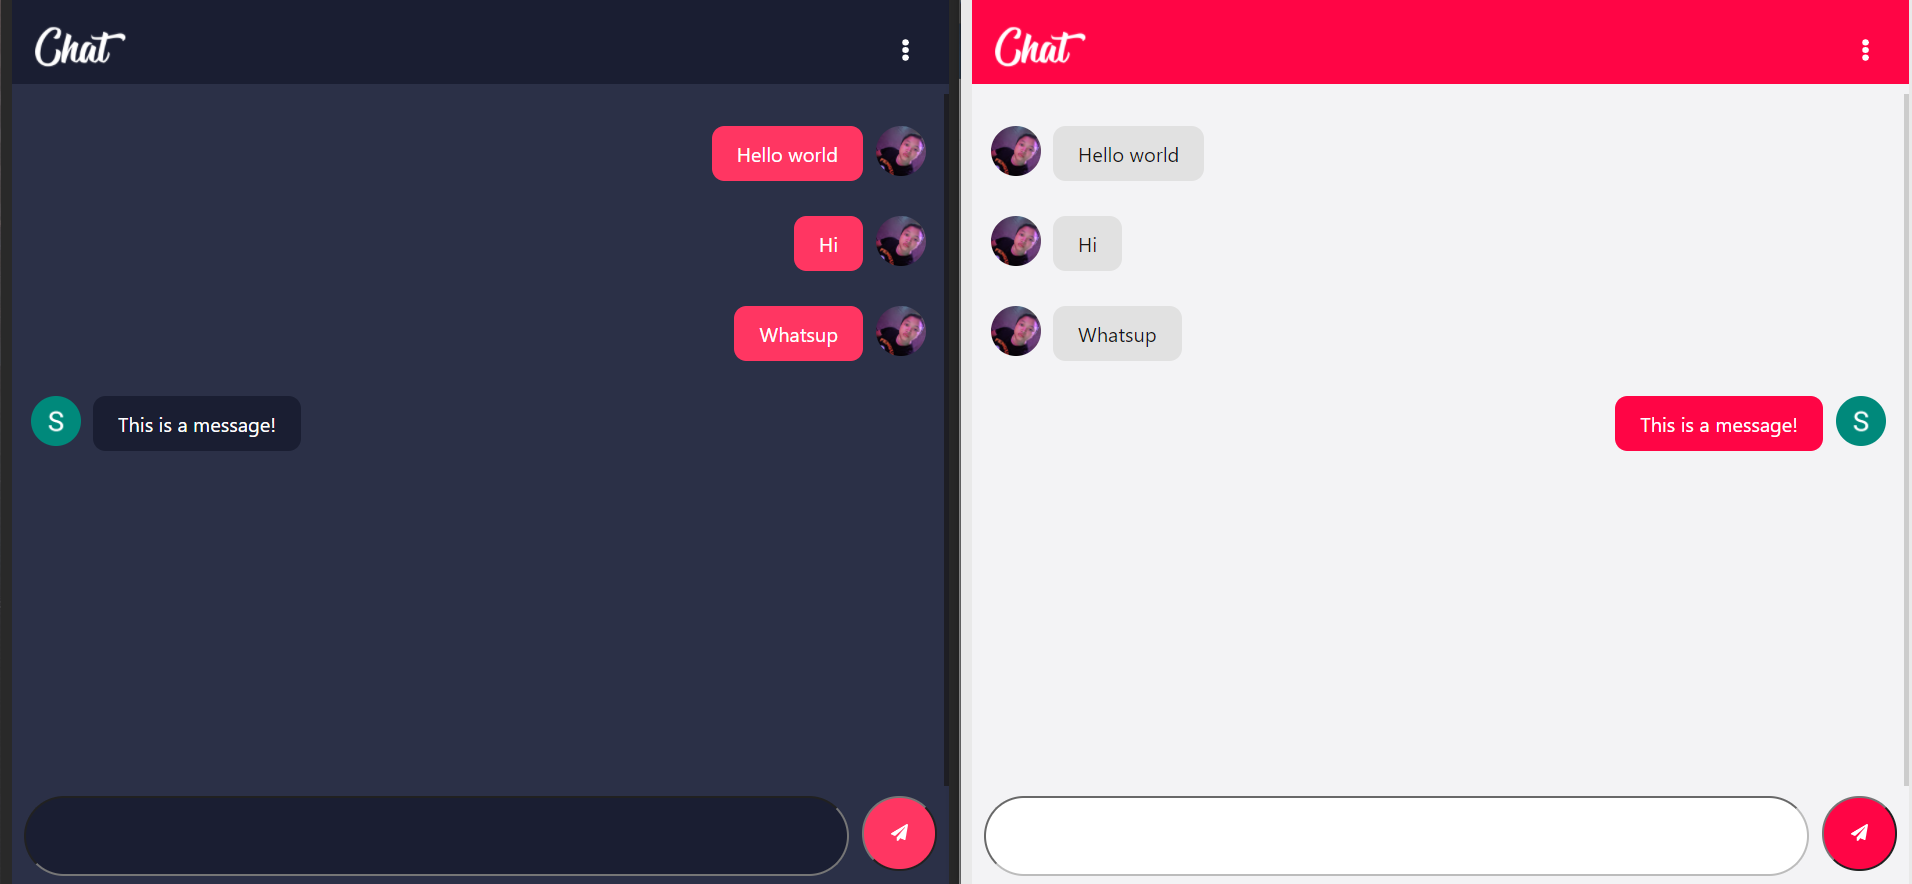 Chat
Hello world
Hi
Whatsup
S
This is a message!
Chat
Hello world
Hi
Whatsup
This is a message!
S